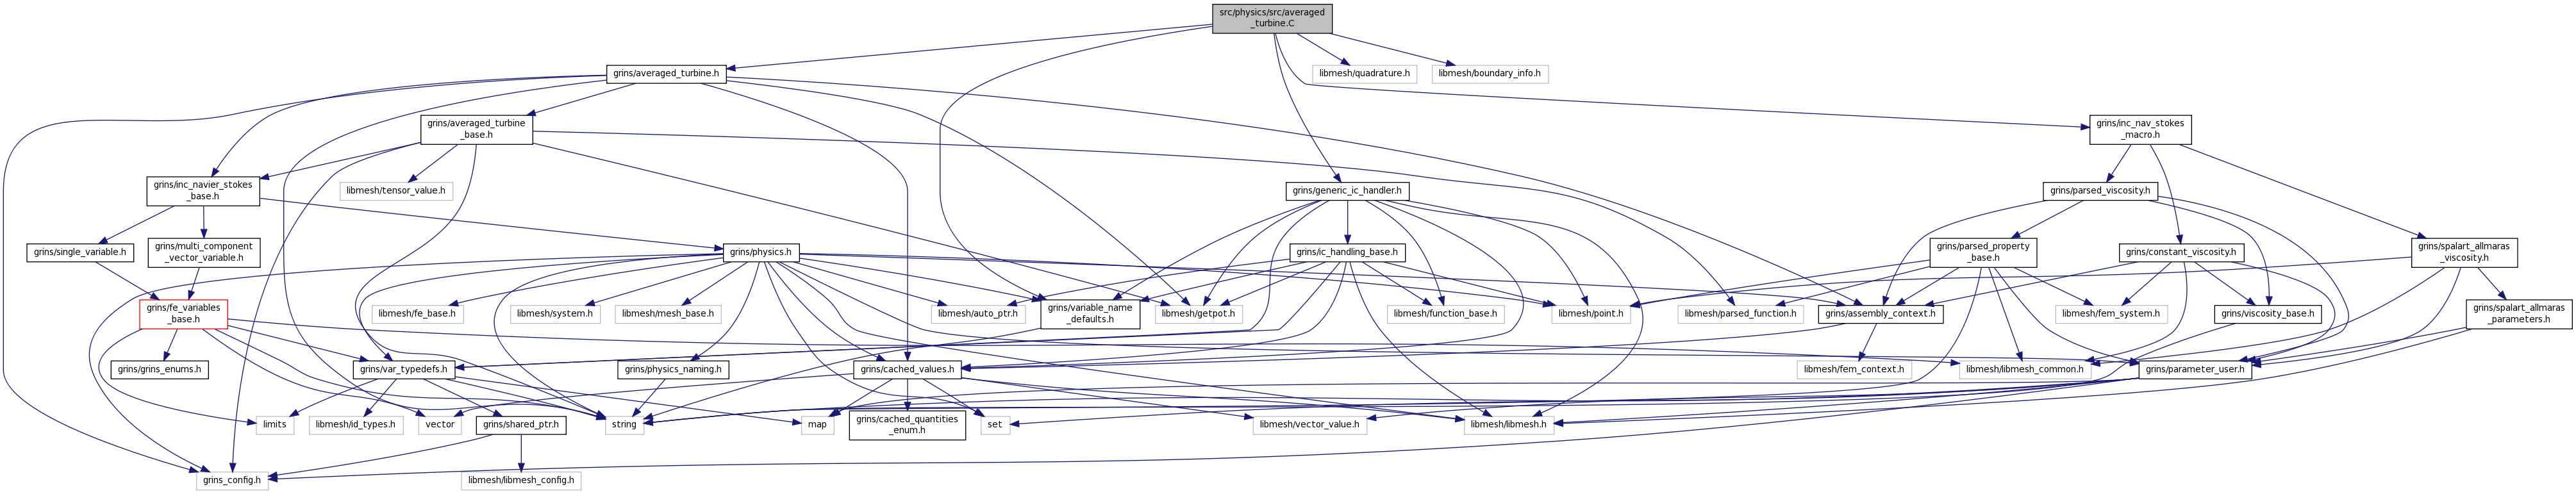 src/physics/src/averaged
_turbine.C
grins/averaged_turbine.h
libmesh/quadrature.h
libmesh/boundary_info.h
grins/averaged_turbine
_base.h
grins/inc_nav_stokes
_macro.h
grins/inc_navier_stokes
_base.h
libmesh/tensor_value.h
grins/generic_ic_handler.h
grins/parsed_viscosity.h
grins/single_variable.h
grins/multi_component
_vector_variable.h
grins/physics.h
grins/ic_handling_base.h
grins/parsed_property
_base.h
grins/constant_viscosity.h
grins/spalart_allmaras
_viscosity.h
grins/fe_variables
_base.h
libmesh/fe_base.h
libmesh/system.h
libmesh/mesh_base.h
libmesh/auto_ptr.h
grins/variable_name
_defaults.h
libmesh/getpot.h
libmesh/function_base.h
libmesh/point.h
libmesh/parsed_function.h
grins/assembly_context.h
libmesh/fem_system.h
grins/viscosity_base.h
grins/spalart_allmaras
_parameters.h
grins/grins_enums.h
grins/var_typedefs.h
grins/physics_naming.h
grins/cached_values.h
libmesh/fem_context.h
libmesh/libmesh_common.h
grins/parameter_user.h
limits
libmesh/id_types.h
vector
grins/shared_ptr.h
string
map
grins/cached_quantities
_enum.h
set
libmesh/vector_value.h
libmesh/libmesh.h
grins_config.h
libmesh/libmesh_config.h